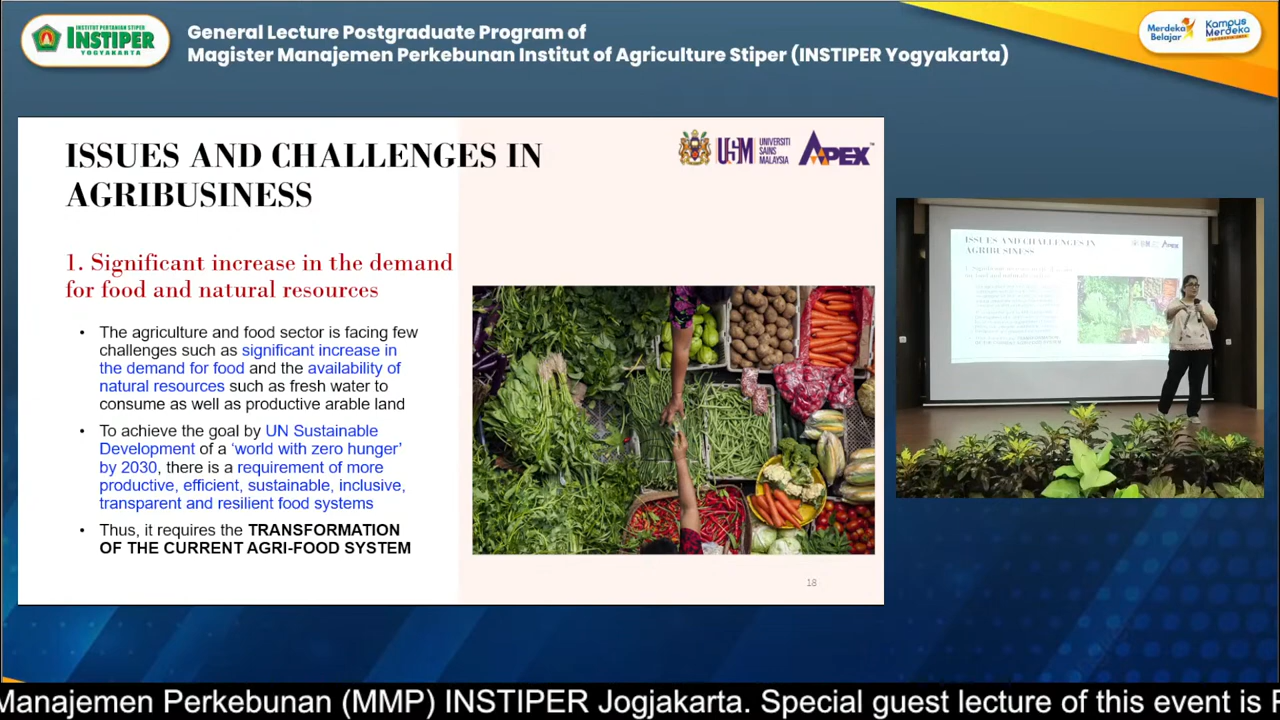 INSTITUT PERTANIAN STIPER
INSTIPER
YOGYAKARTA
General Lecture Postgraduate Program of
Magister Manajemen Perkebunan Institut of Agriculture Stiper (INSTIPER Yogyakarta)
Merdeka
Belajar
Kampus
Merdeka
ISSUES AND CHALLENGES IN
AGRIBUSINESS
USM
UNIVERSITI
SAINS
MALAYSIA
APEX™
1. Significant increase in the demand
for food and natural resources
• The agriculture and food sector is facing few
challenges such as significant increase in
the demand for food and the availability of
natural resources such as fresh water to
consume as well as productive arable land
• To achieve the goal by UN Sustainable
Development of a ‘world with zero hunger’
by 2030, there is a requirement of more
productive, efficient, sustainable, inclusive,
transparent and resilient food systems
• Thus, it requires the TRANSFORMATION
OF THE CURRENT AGRI-FOOD SYSTEM
18
ISSUES AND CHALLENGES IN
AGRIBUSINESS
APEX
Manajemen Perkebunan (MMP) INSTIPER Jogjakarta. Special guest lecture of this event is